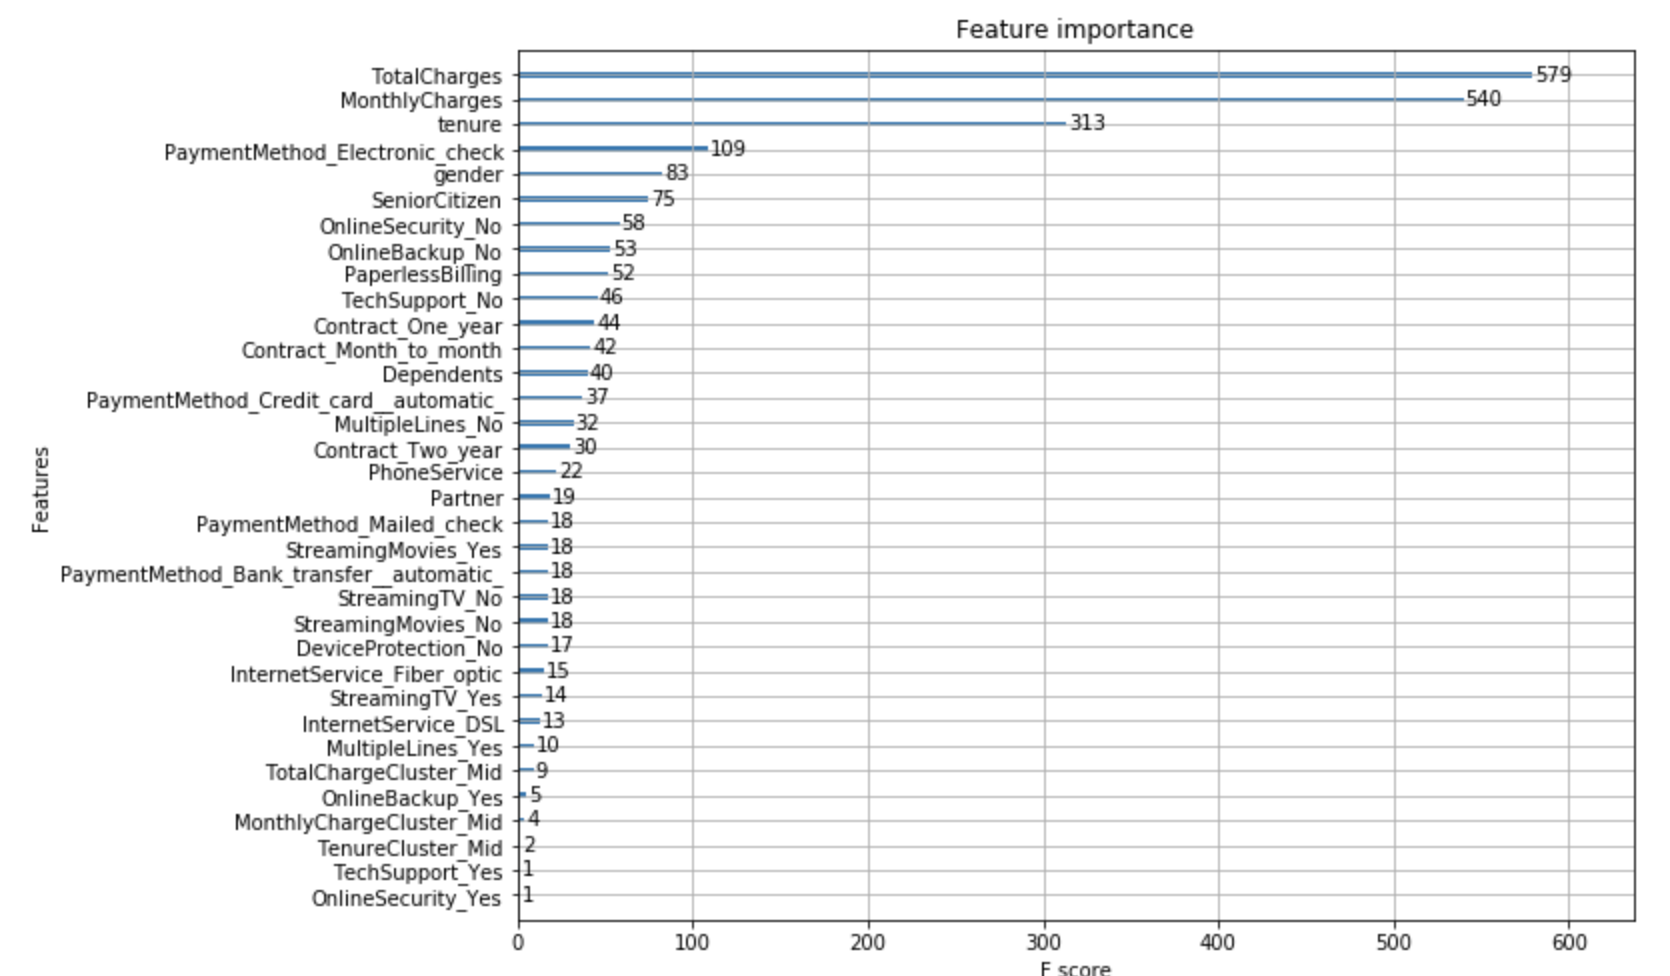 Feature importance
TotalCharges 579
MonthlyCharges 540
tenure 313
PaymentMethod_Electronic_check 109
gender 83
SeniorCitizen 75
OnlineSecurity_No 58
OnlineBackup_No 53
PaperlessBilling 52
TechSupport_No 46
Contract_One_year 44
Contract_Month_to_month 42
Dependents 40
PaymentMethod_Credit_card__automatic_ 37
MultipleLines_No 32
Contract_Two_year 30
PhoneService 22
Partner 19
PaymentMethod_Mailed_check 18
StreamingMovies_Yes 18
PaymentMethod_Bank_transfer__automatic_ 18
StreamingTV_No 18
StreamingMovies_No 18
DeviceProtection_No 17
InternetService_Fiber_optic 15
StreamingTV_Yes 14
InternetService_DSL 13
MultipleLines_Yes 10
TotalChargeCluster_Mid 9
OnlineBackup_Yes 5
MonthlyChargeCluster_Mid 4
TenureCluster_Mid 2
TechSupport_Yes 1
OnlineSecurity_Yes 1
Features
0 100 200 300 400 500 600
F score